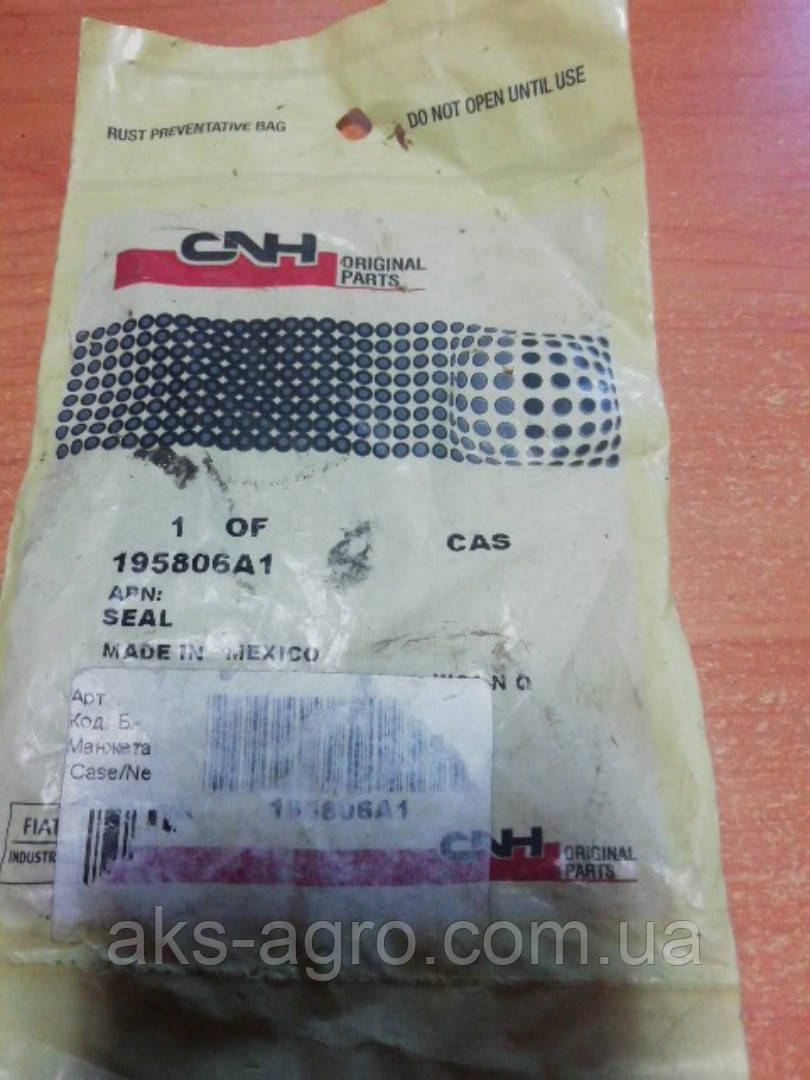 RUST PREVENTATIVE BAG
DO NOT OPEN UNTIL USE
CNH
ORIGINAL
PARTS
1 OF
195806A1
CAS
APN:
SEAL
MADE IN MEXICO
Арт
Код: Б.-
Манжета
Case/Ne
195806A1
FIAT
INDUSTR
CNH
ORIGINAL
PARTS
aks-agro.com.ua